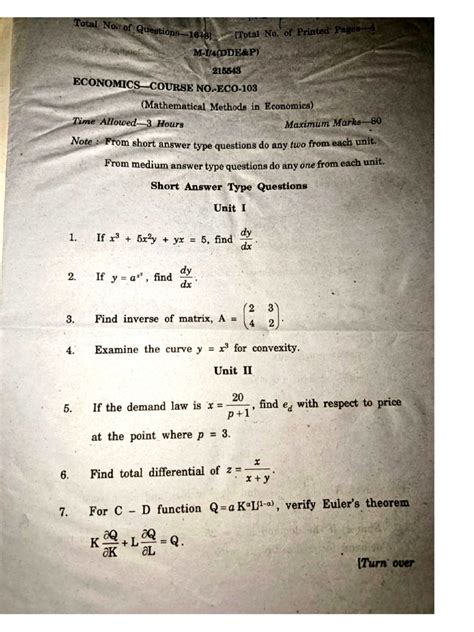 Total No. of Questions—16+8] [Total No. of Printed Pages—4
M-I/4(DDE&P)
215543
ECONOMICS—COURSE NO.-ECO-103
(Mathematical Methods in Economics)
Time Allowed—3 Hours Maximum Marks—80
Note : From short answer type questions do any two from each unit.
From medium answer type questions do any one from each unit.
Short Answer Type Questions
Unit I
1. If x³ + 5x²y + yx = 5, find dy/dx.
2. If y = a^x^x, find dy/dx.
3. Find inverse of matrix, A = (2 3
4 2).
4. Examine the curve y = x³ for convexity.
Unit II
5. If the demand law is x = 20/(p+1), find e_d with respect to price
at the point where p = 3.
6. Find total differential of z = x/(x+y).
7. For C – D function Q = a K^α L^(1-α), verify Euler's theorem
K ∂Q/∂K + L ∂Q/∂L = Q.
[Turn over